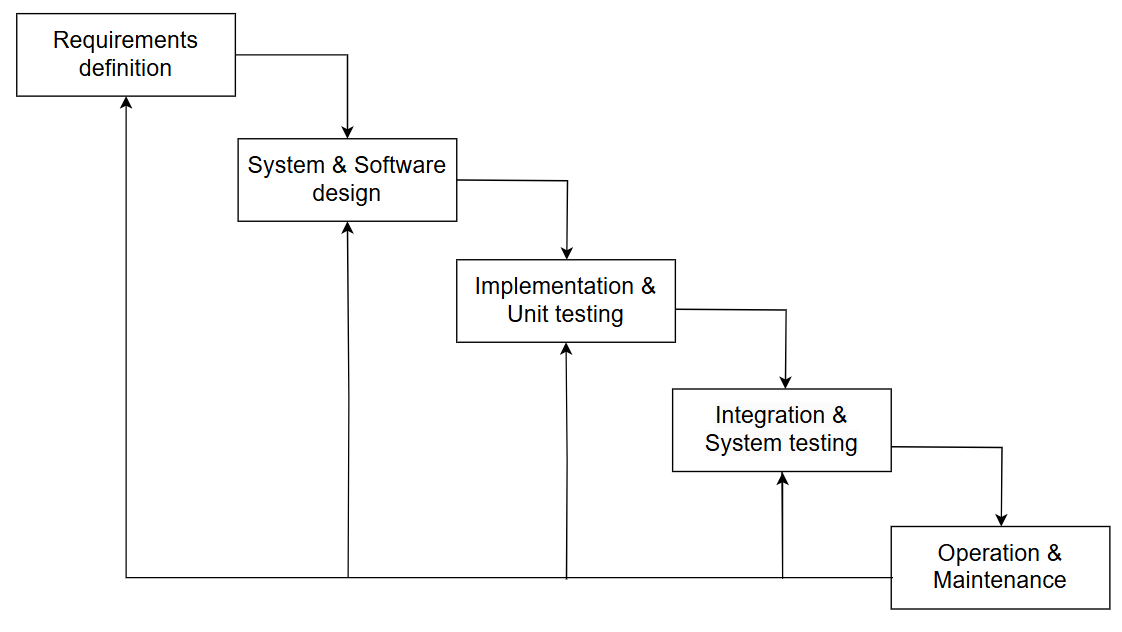 Requirements
definition
System & Software
design
Implementation &
Unit testing
Integration &
System testing
Operation &
Maintenance